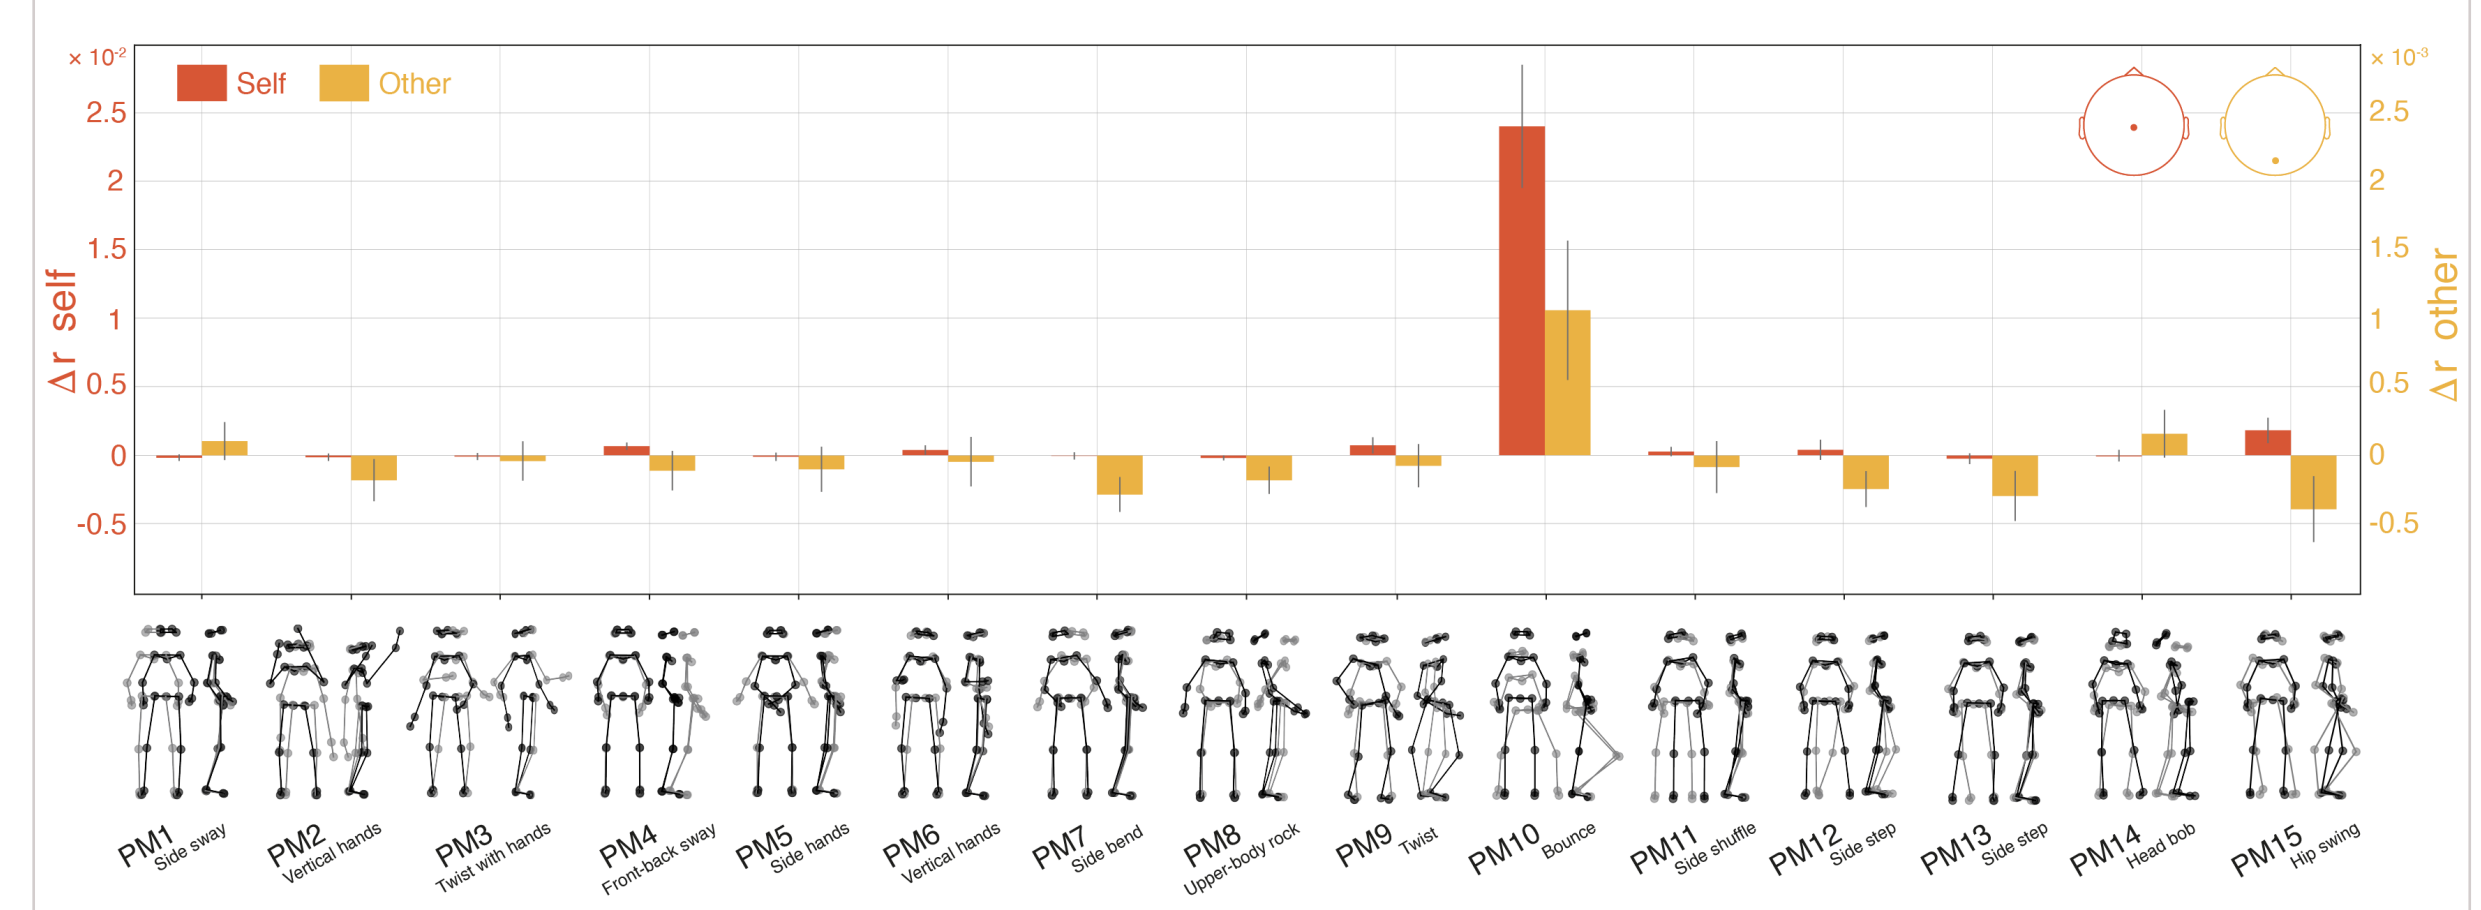 × 10-2
Self
Other
× 10-3
2.5
2
1.5
1
0.5
0
-0.5
Δr self
2.5
2
1.5
1
0.5
0
-0.5
Δr other
PM1 Side sway
PM2 Vertical hands
PM3 Twist with hands
PM4 Front-back sway
PM5 Side hands
PM6 Vertical hands
PM7 Side bend
PM8 Upper-body rock
PM9 Twist
PM10 Bounce
PM11 Side shuffle
PM12 Side step
PM13 Side step
PM14 Head bob
PM15 Hip swing